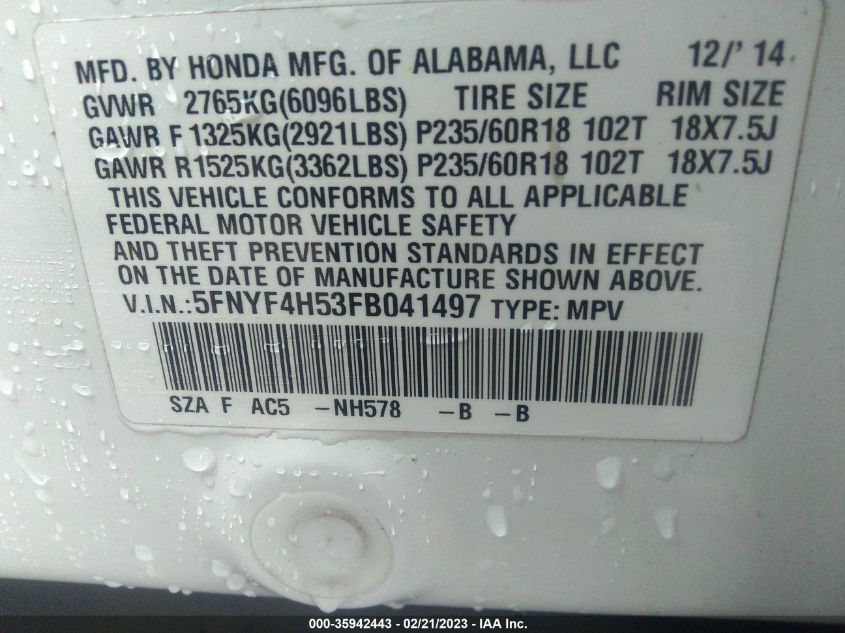 MFD. BY HONDA MFG. OF ALABAMA, LLC 12/' 14
GVWR 2765KG(6096LBS) TIRE SIZE RIM SIZE
GAWR F 1325KG(2921LBS) P235/60R18 102T 18X7.5J
GAWR R1525KG(3362LBS) P235/60R18 102T 18X7.5J
THIS VEHICLE CONFORMS TO ALL APPLICABLE
FEDERAL MOTOR VEHICLE SAFETY
AND THEFT PREVENTION STANDARDS IN EFFECT
ON THE DATE OF MANUFACTURE SHOWN ABOVE.
V.I.N.:5FNYF4H53FB041497 TYPE: MPV
SZA F AC5 -NH578 -B -B
000-35942443 - 02/21/2023 - IAA Inc.